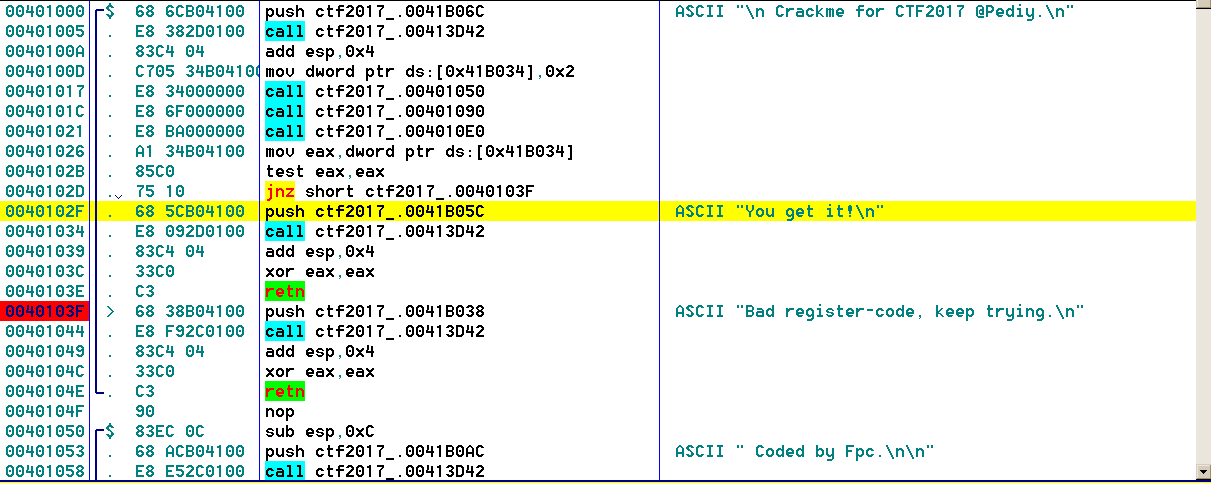 00401000 $ 68 6CB04100 push ctf2017_.0041B06C ASCII "\n Crackme for CTF2017 @Pediy.\n"
00401005 . E8 382D0100 call ctf2017_.00413D42
0040100A . 83C4 04 add esp,0x4
0040100D . C705 34B04100 mov dword ptr ds:[0x41B034],0x2
00401017 . E8 34000000 call ctf2017_.00401050
0040101C . E8 6F000000 call ctf2017_.00401090
00401021 . E8 BA000000 call ctf2017_.004010E0
00401026 . A1 34B04100 mov eax,dword ptr ds:[0x41B034]
0040102B . 85C0 test eax,eax
0040102D . 75 10 jnz short ctf2017_.0040103F
0040102F . 68 5CB04100 push ctf2017_.0041B05C ASCII "You get it!\n"
00401034 . E8 092D0100 call ctf2017_.00413D42
00401039 . 83C4 04 add esp,0x4
0040103C . 33C0 xor eax,eax
0040103E . C3 retn
0040103F > 68 38B04100 push ctf2017_.0041B038 ASCII "Bad register-code, keep trying.\n"
00401044 . E8 F92C0100 call ctf2017_.00413D42
00401049 . 83C4 04 add esp,0x4
0040104C . 33C0 xor eax,eax
0040104E . C3 retn
0040104F 90 nop
00401050 $ 83EC 0C sub esp,0xC
00401053 . 68 ACB04100 push ctf2017_.0041B0AC ASCII " Coded by Fpc.\n\n"
00401058 . E8 E52C0100 call ctf2017_.00413D42